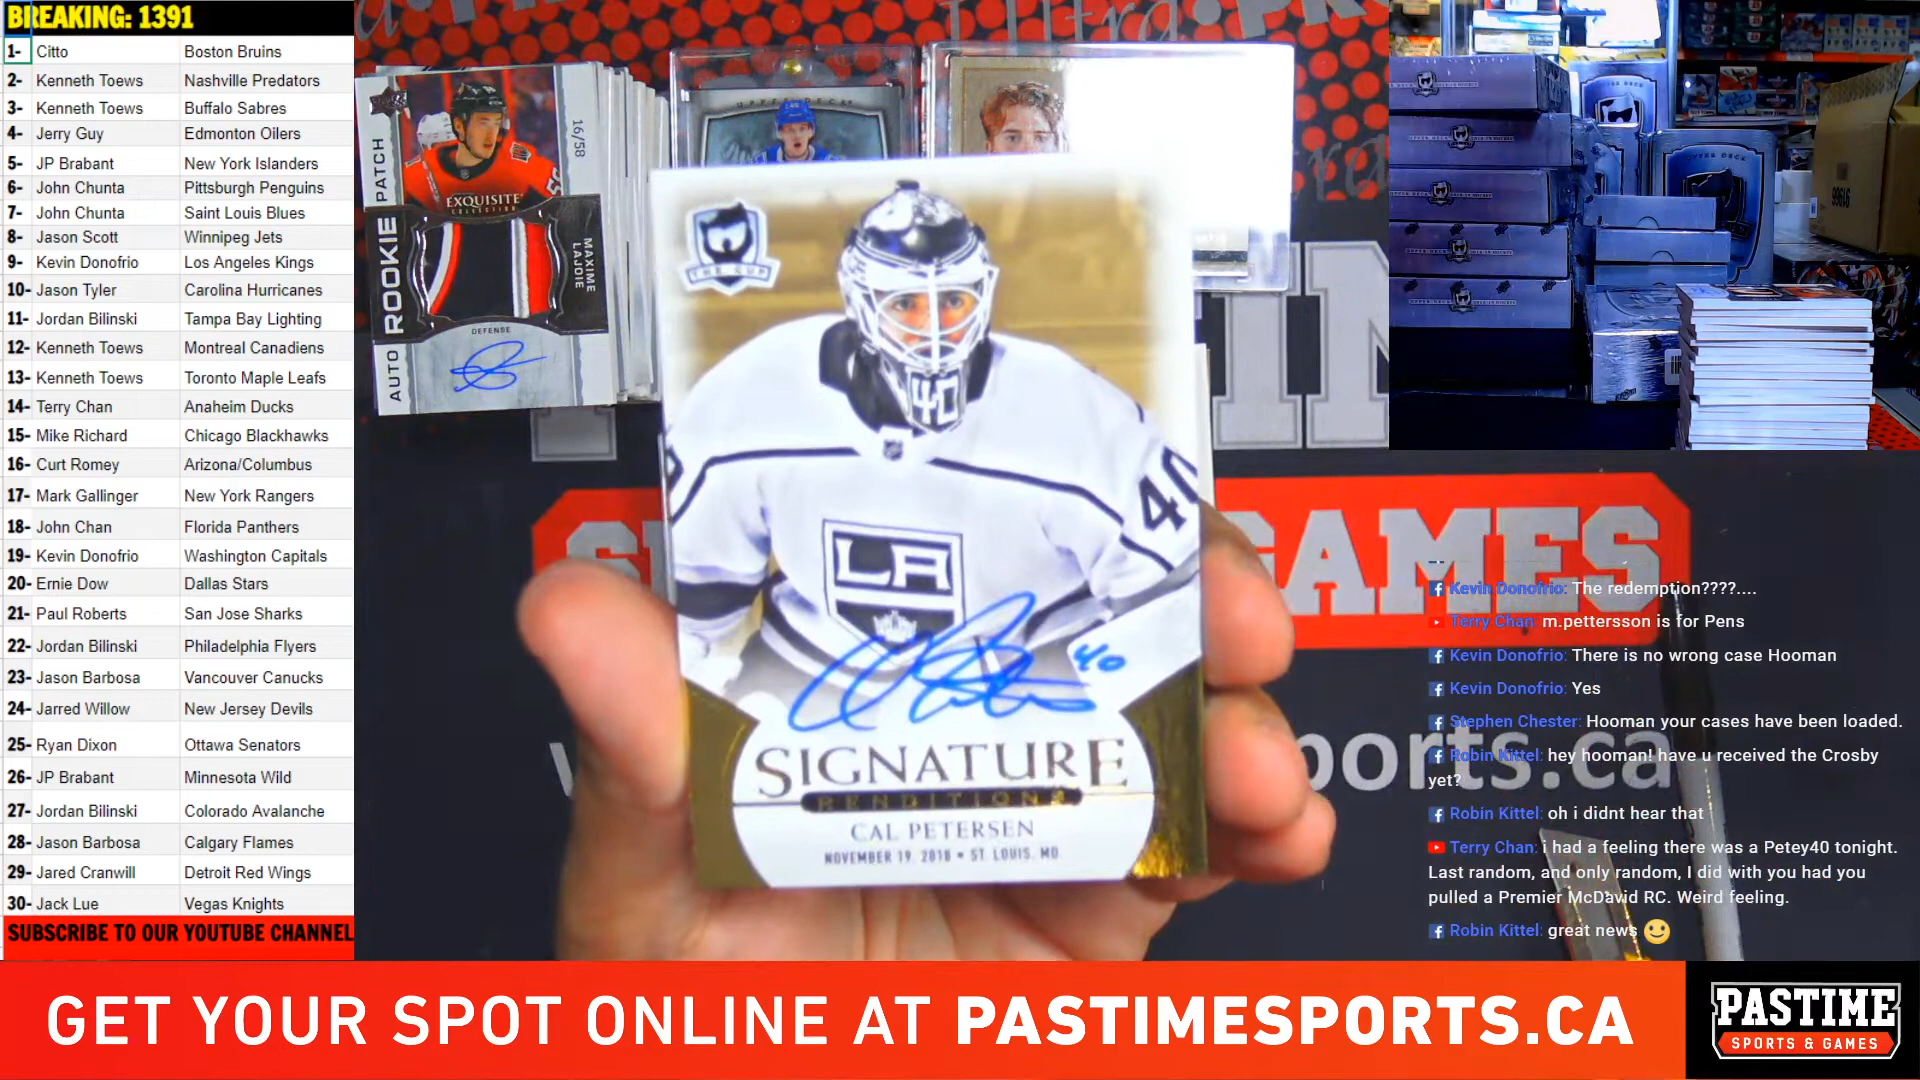 BREAKING: 1391
1- Citto Boston Bruins
2- Kenneth Toews Nashville Predators
3- Kenneth Toews Buffalo Sabres
4- Jerry Guy Edmonton Oilers
5- JP Brabant New York Islanders
6- John Chunta Pittsburgh Penguins
7- John Chunta Saint Louis Blues
8- Jason Scott Winnipeg Jets
9- Kevin Donofrio Los Angeles Kings
10- Jason Tyler Carolina Hurricanes
11- Jordan Bilinski Tampa Bay Lighting
12- Kenneth Toews Montreal Canadiens
13- Kenneth Toews Toronto Maple Leafs
14- Terry Chan Anaheim Ducks
15- Mike Richard Chicago Blackhawks
16- Curt Romey Arizona/Columbus
17- Mark Gallinger New York Rangers
18- John Chan Florida Panthers
19- Kevin Donofrio Washington Capitals
20- Ernie Dow Dallas Stars
21- Paul Roberts San Jose Sharks
22- Jordan Bilinski Philadelphia Flyers
23- Jason Barbosa Vancouver Canucks
24- Jarred Willow New Jersey Devils
25- Ryan Dixon Ottawa Senators
26- JP Brabant Minnesota Wild
27- Jordan Bilinski Colorado Avalanche
28- Jason Barbosa Calgary Flames
29- Jared Cranwill Detroit Red Wings
30- Jack Lue Vegas Knights
SUBSCRIBE TO OUR YOUTUBE CHANNEL
AUTO ROOKIE PATCH
16/58
EXQUISITE
COLLECTION
MAXIME LAJOIE
DEFENSE
UPPER DECK
THE CUP
40
40
LA
40
SIGNATURE
RENDITIONS
CAL PETERSEN
NOVEMBER 19, 2018 • ST. LOUIS, MO
GAMES
ports.ca
99616
Kevin Donofrio: The redemption????....
Terry Chan: m.pettersson is for Pens
Kevin Donofrio: There is no wrong case Hooman
Kevin Donofrio: Yes
Stephen Chester: Hooman your cases have been loaded.
Robin Kittel: hey hooman! have u received the Crosby
yet?
Robin Kittel: oh i didnt hear that
Terry Chan: i had a feeling there was a Petey40 tonight.
Last random, and only random, I did with you had you
pulled a Premier McDavid RC. Weird feeling.
Robin Kittel: great news
GET YOUR SPOT ONLINE AT PASTIMESPORTS.CA
PASTIME
SPORTS & GAMES